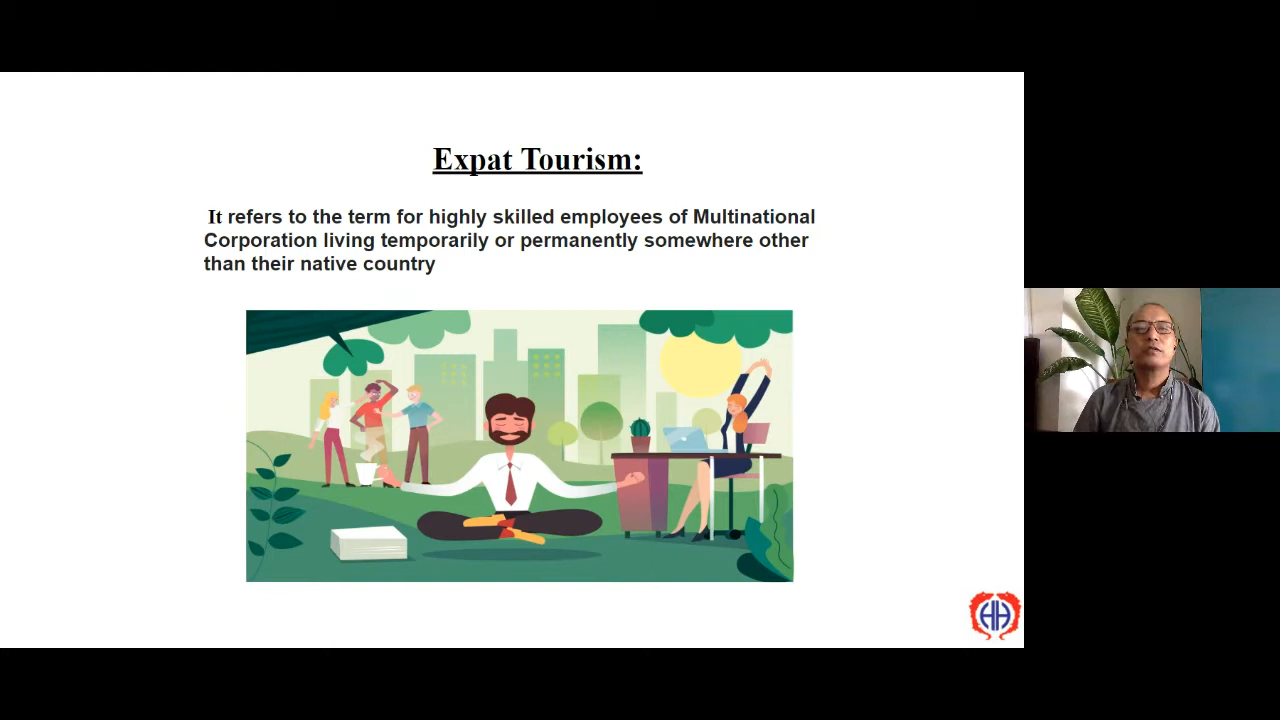 Expat Tourism:
It refers to the term for highly skilled employees of Multinational
Corporation living temporarily or permanently somewhere other
than their native country
HH